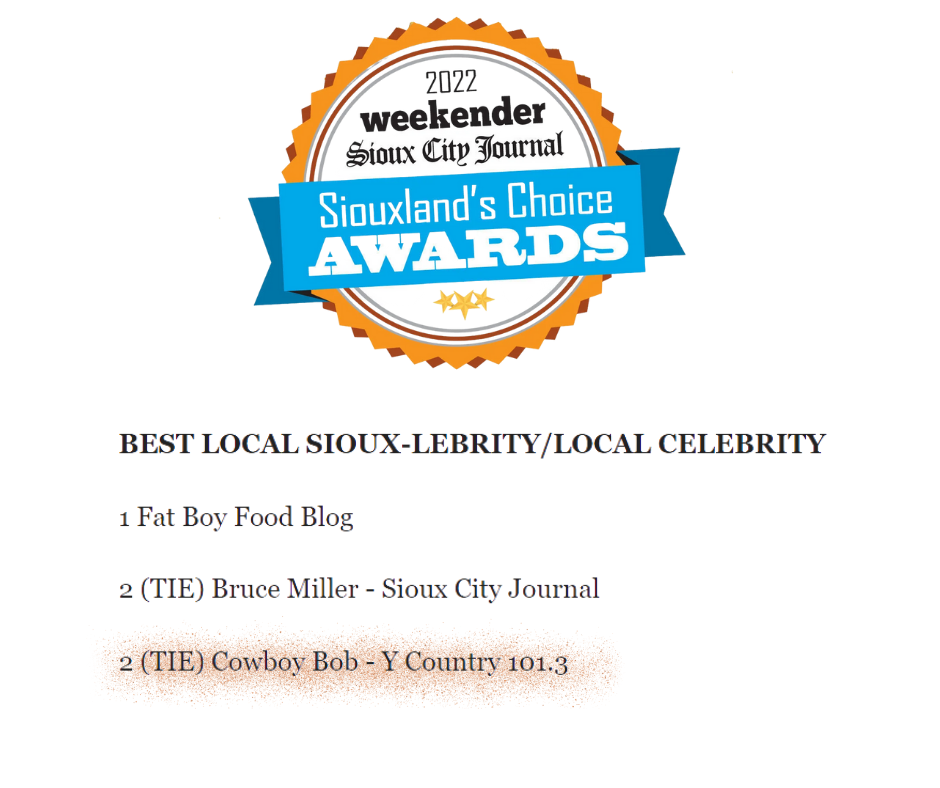 2022
weekender
Sioux City Journal
Siouxland's Choice
AWARDS
BEST LOCAL SIOUX-LEBRITY/LOCAL CELEBRITY
1 Fat Boy Food Blog
2 (TIE) Bruce Miller - Sioux City Journal
2 (TIE) Cowboy Bob - Y Country 101.3